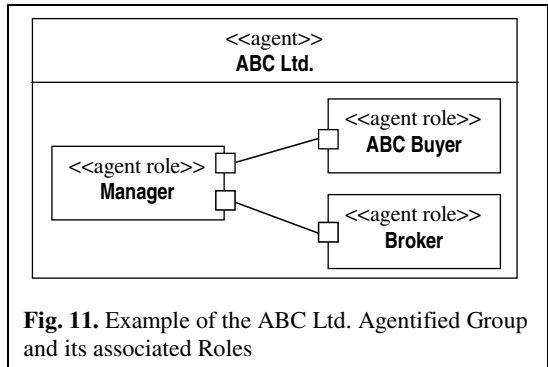 <<agent>>
ABC Ltd.
<<agent role>>
ABC Buyer
<<agent role>>
Manager
<<agent role>>
Broker
Fig. 11. Example of the ABC Ltd. Agentified Group
and its associated Roles